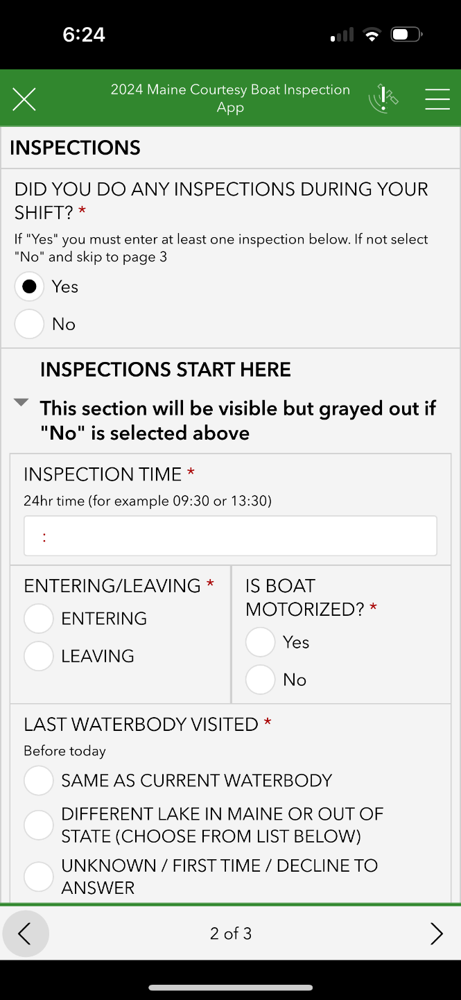 6:24
2024 Maine Courtesy Boat Inspection
App
INSPECTIONS
DID YOU DO ANY INSPECTIONS DURING YOUR
SHIFT? *
If "Yes" you must enter at least one inspection below. If not select
"No" and skip to page 3
Yes
No
INSPECTIONS START HERE
This section will be visible but grayed out if
"No" is selected above
INSPECTION TIME *
24hr time (for example 09:30 or 13:30)
:
ENTERING/LEAVING *
ENTERING
LEAVING
IS BOAT
MOTORIZED? *
Yes
No
LAST WATERBODY VISITED *
Before today
SAME AS CURRENT WATERBODY
DIFFERENT LAKE IN MAINE OR OUT OF
STATE (CHOOSE FROM LIST BELOW)
UNKNOWN / FIRST TIME / DECLINE TO
ANSWER
2 of 3